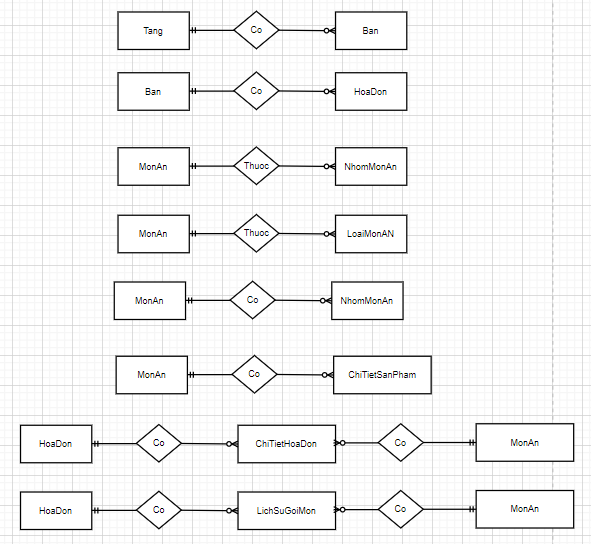 Tang Co Ban
Ban Co HoaDon
MonAn Thuoc NhomMonAn
MonAn Thuoc LoaiMonAN
MonAn Co NhomMonAn
MonAn Co ChiTietSanPham
HoaDon Co ChiTietHoaDon Co MonAn
HoaDon Co LichSuGoiMon Co MonAn